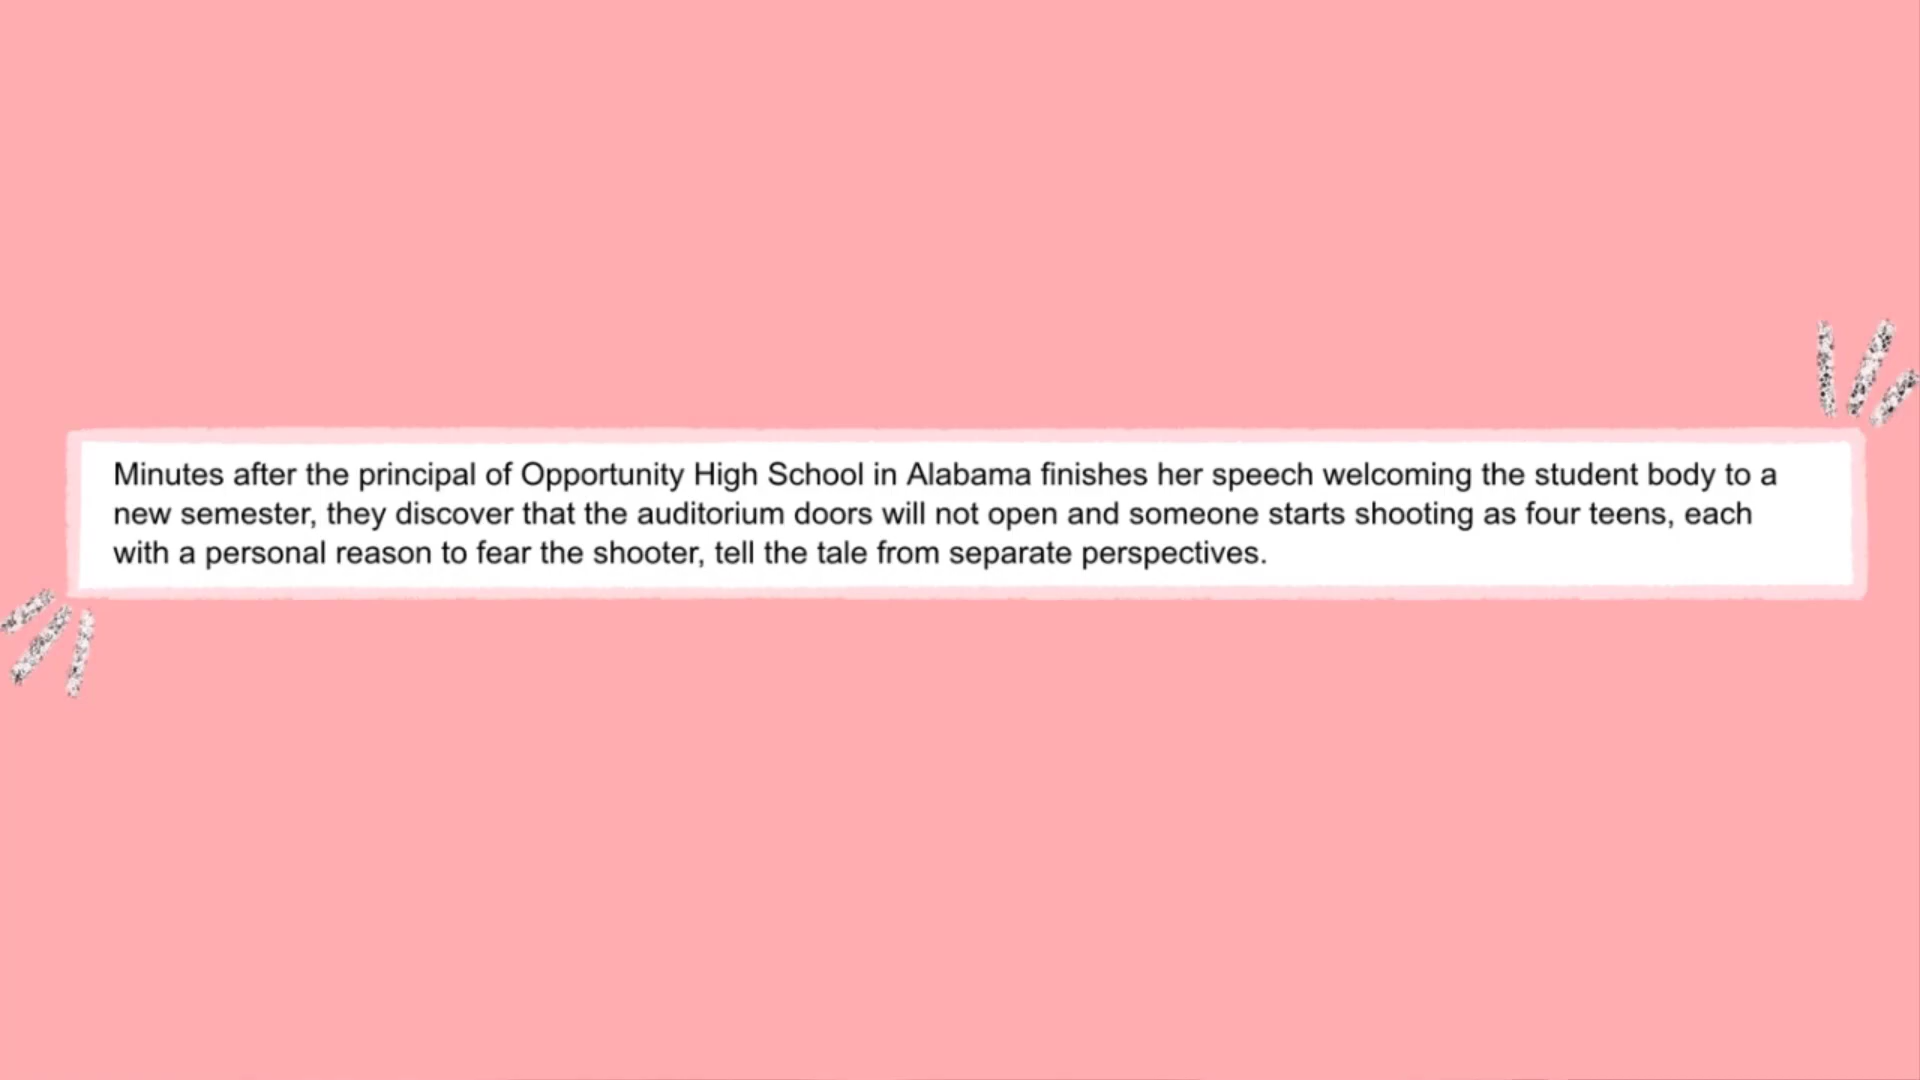 Minutes after the principal of Opportunity High School in Alabama finishes her speech welcoming the student body to a
new semester, they discover that the auditorium doors will not open and someone starts shooting as four teens, each
with a personal reason to fear the shooter, tell the tale from separate perspectives.